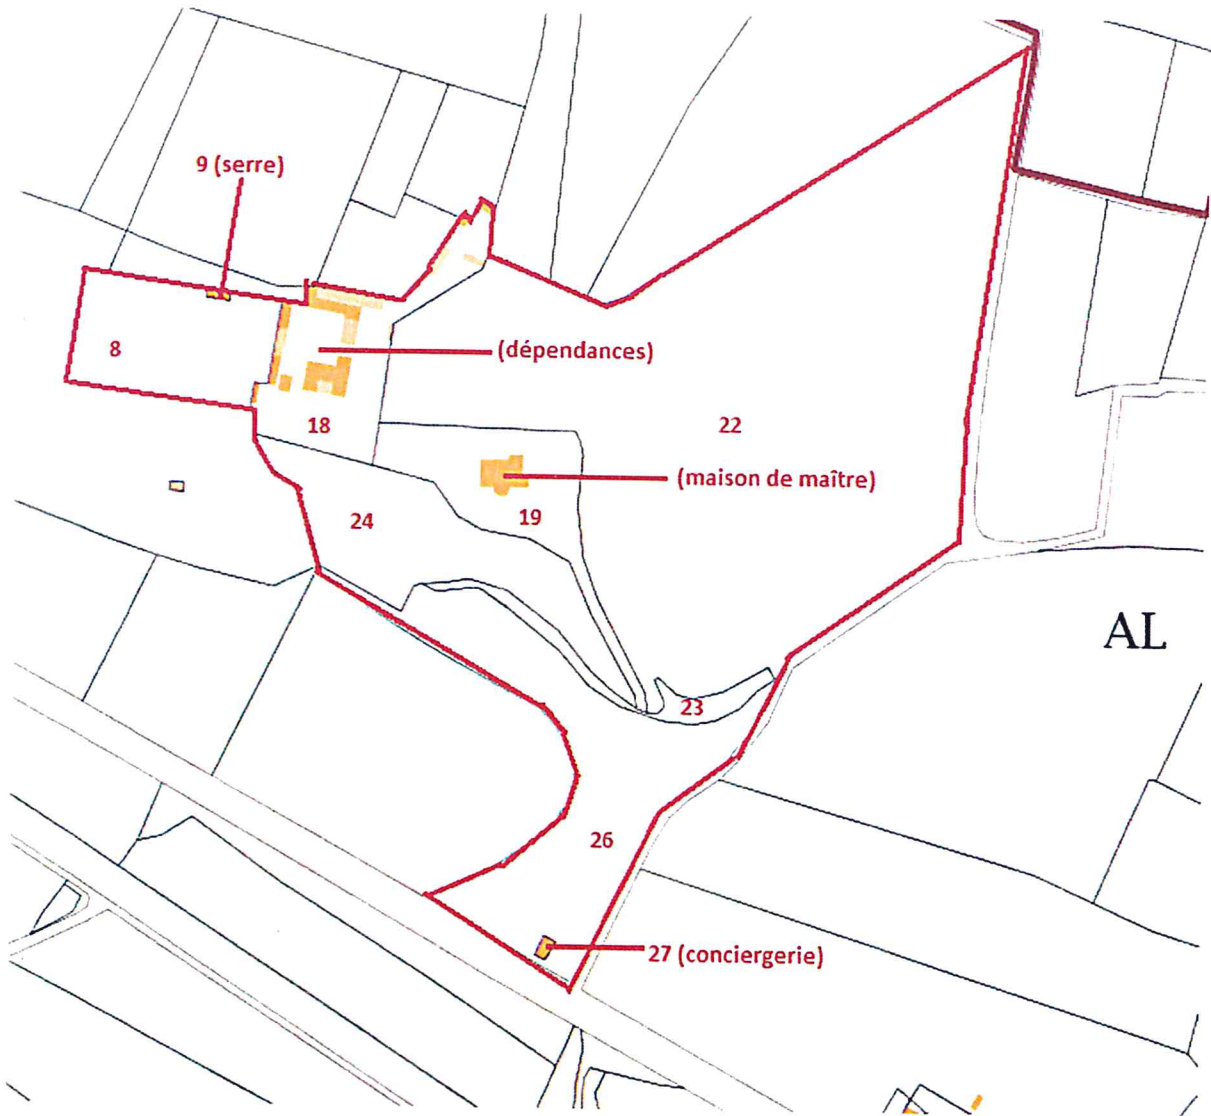 9 (serre)
8
(dépendances)
18
22
(maison de maître)
19
24
AL
23
26
27 (conciergerie)